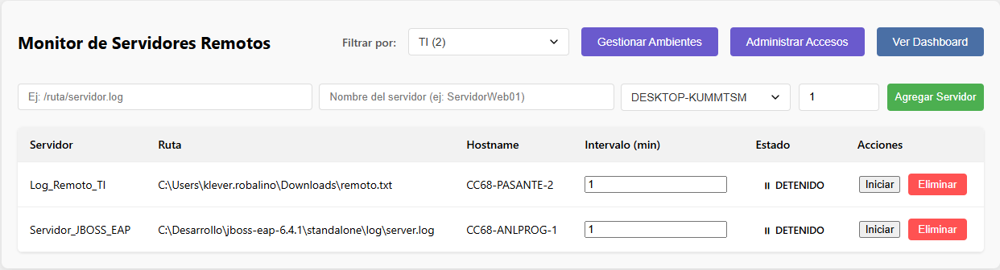 Monitor de Servidores Remotos Filtrar por: TI (2) Gestionar Ambientes Administrar Accesos Ver Dashboard
Ej: /ruta/servidor.log Nombre del servidor (ej: ServidorWeb01) DESKTOP-KUMMTSM 1 Agregar Servidor
Servidor Ruta Hostname Intervalo (min) Estado Acciones
Log_Remoto_TI C:\Users\klever.robalino\Downloads\remoto.txt CC68-PASANTE-2 1 ⏸ DETENIDO Iniciar Eliminar
Servidor_JBOSS_EAP C:\Desarrollo\jboss-eap-6.4.1\standalone\log\server.log CC68-ANLPROG-1 1 ⏸ DETENIDO Iniciar Eliminar